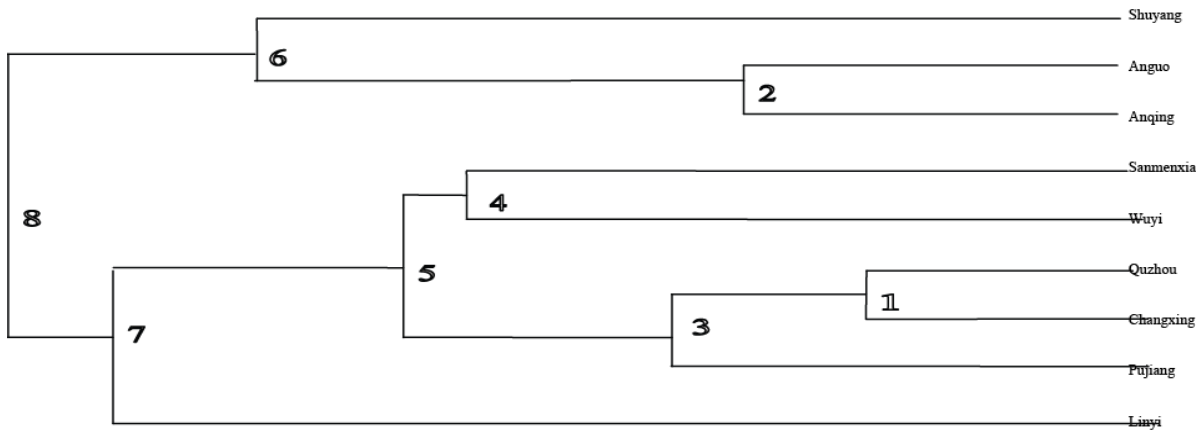 Shuyang
6
Anguo
2
Anqing
Sanmenxia
4
8
Wuyi
5
Quzhou
1
7
3
Changxing
Pujiang
Linyi